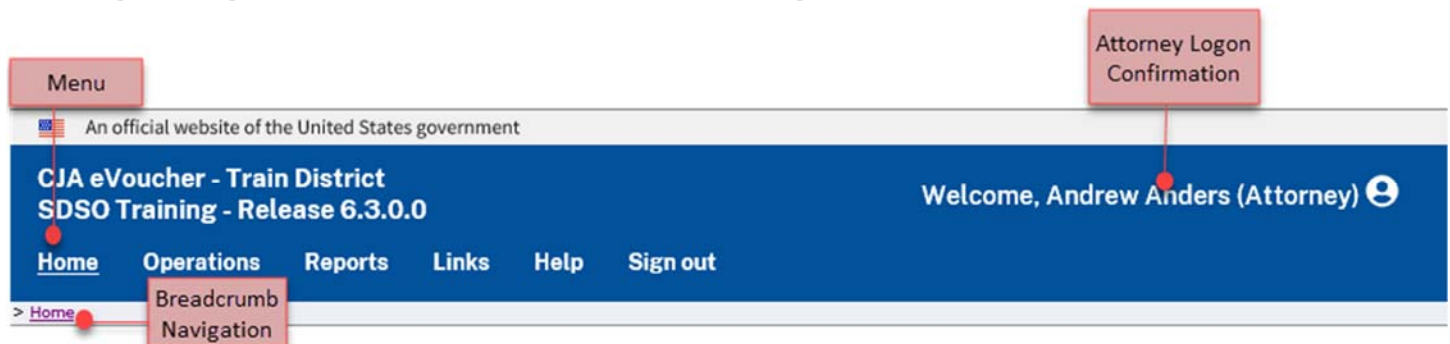 Attorney Logon
Confirmation
Menu
An official website of the United States government
CJA eVoucher - Train District
SDSO Training - Release 6.3.0.0
Welcome, Andrew Anders (Attorney)
Home Operations Reports Links Help Sign out
> Home
Breadcrumb
Navigation